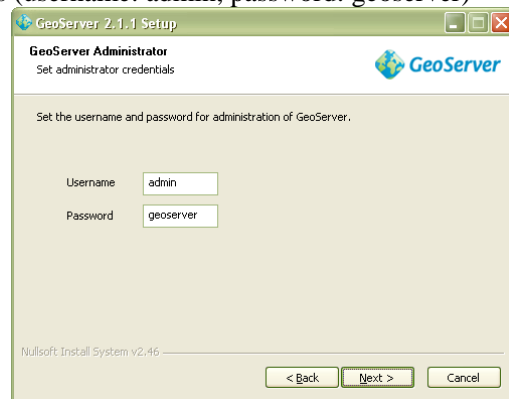 (username: admin, password: geoserver)
GeoServer 2.1.1 Setup
GeoServer Administrator
Set administrator credentials
GeoServer
Set the username and password for administration of GeoServer.
Username admin
Password geoserver
Nullsoft Install System v2.46
< Back Next > Cancel